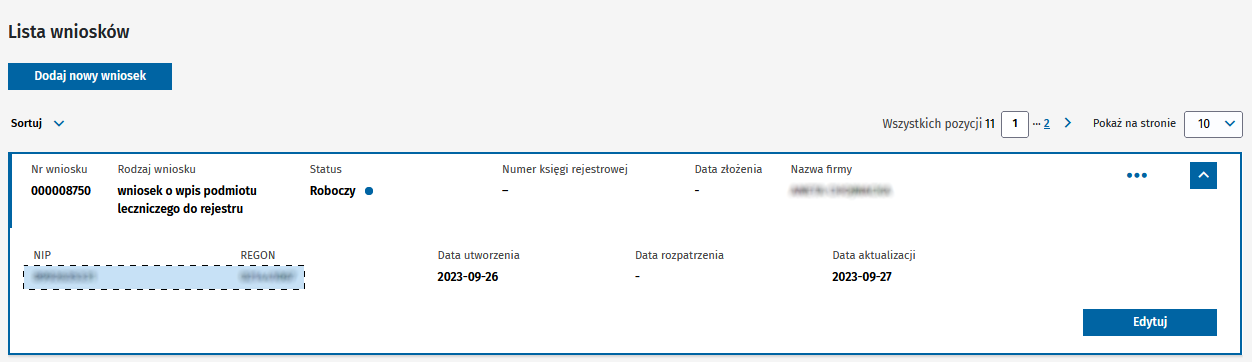 Lista wniosków
Dodaj nowy wniosek
Sortuj
Wszystkich pozycji 11 1 ... 2
Pokaż na stronie 10
Nr wniosku Rodzaj wniosku Status Numer księgi rejestrowej Data złożenia Nazwa firmy
000008750 wniosek o wpis podmiotu Roboczy – -
leczniczego do rejestru
NIP REGON Data utworzenia Data rozpatrzenia Data aktualizacji
2023-09-26 - 2023-09-27
Edytuj